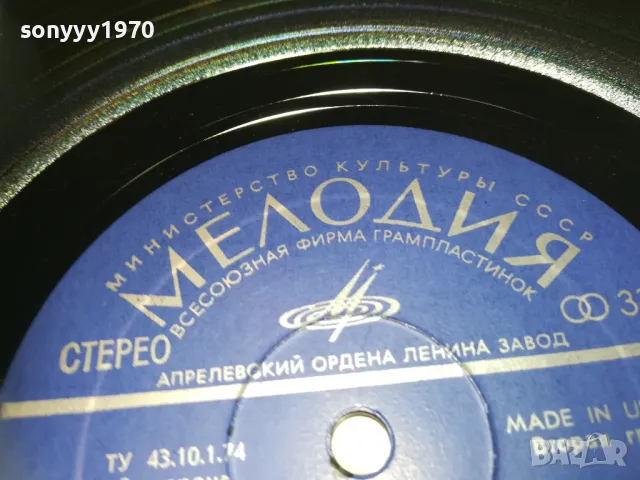 sonyyy1970
МИНИСТЕРСТВО КУЛЬТУРЫ СССР
МЕЛОДИЯ
ВСЕСОЮЗНАЯ ФИРМА ГРАМПЛАСТИНОК
СТЕРЕО
АПРЕЛЕВСКИЙ ОРДЕНА ЛЕНИНА ЗАВОД
MADE IN
ТУ 43.10.1.74
bazar